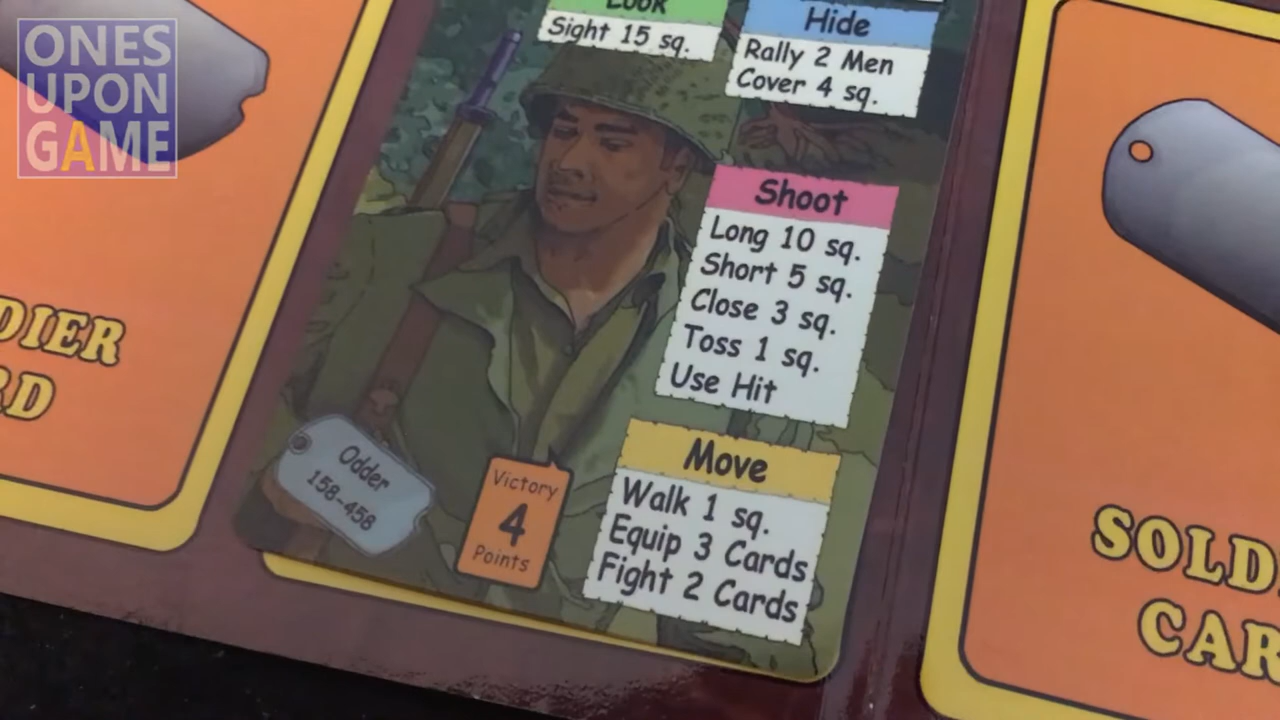 ONES
UPON
GAME
Look
Sight 15 sq.
Hide
Rally 2 Men
Cover 4 sq.
Shoot
Long 10 sq.
Short 5 sq.
Close 3 sq.
Toss 1 sq.
Use Hit
Move
Walk 1 sq.
Equip 3 Cards
Fight 2 Cards
Victory
4
Points
Odder
158-458
DIER
RD
SOLD
CAR